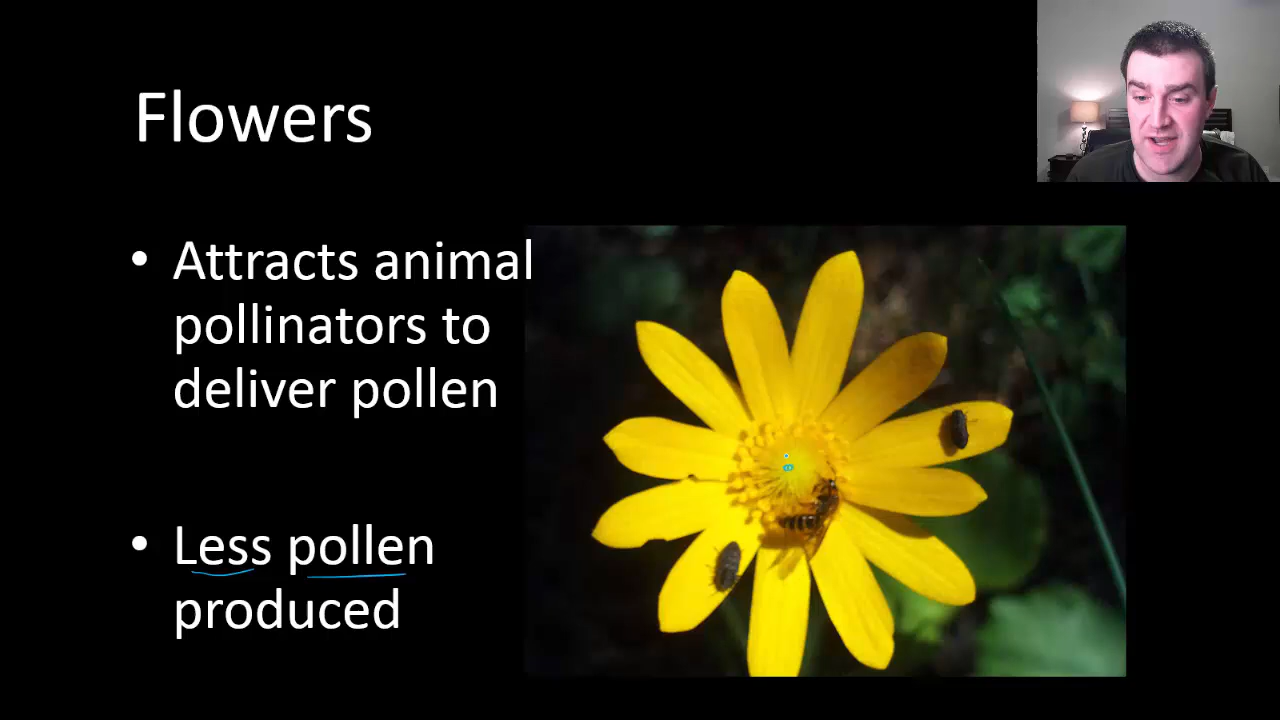 Flowers
• Attracts animal
pollinators to
deliver pollen
• Less pollen
produced